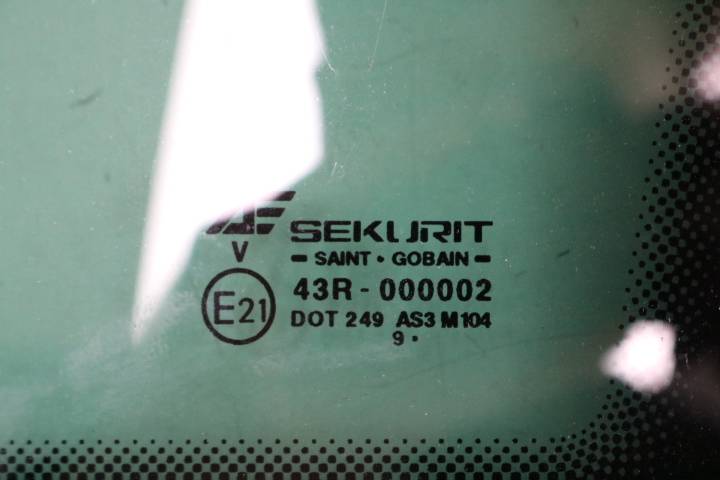 SEKURIT
V
SAINT · GOBAIN
E21
43R - 000002
DOT 249 AS3 M104
9 ·